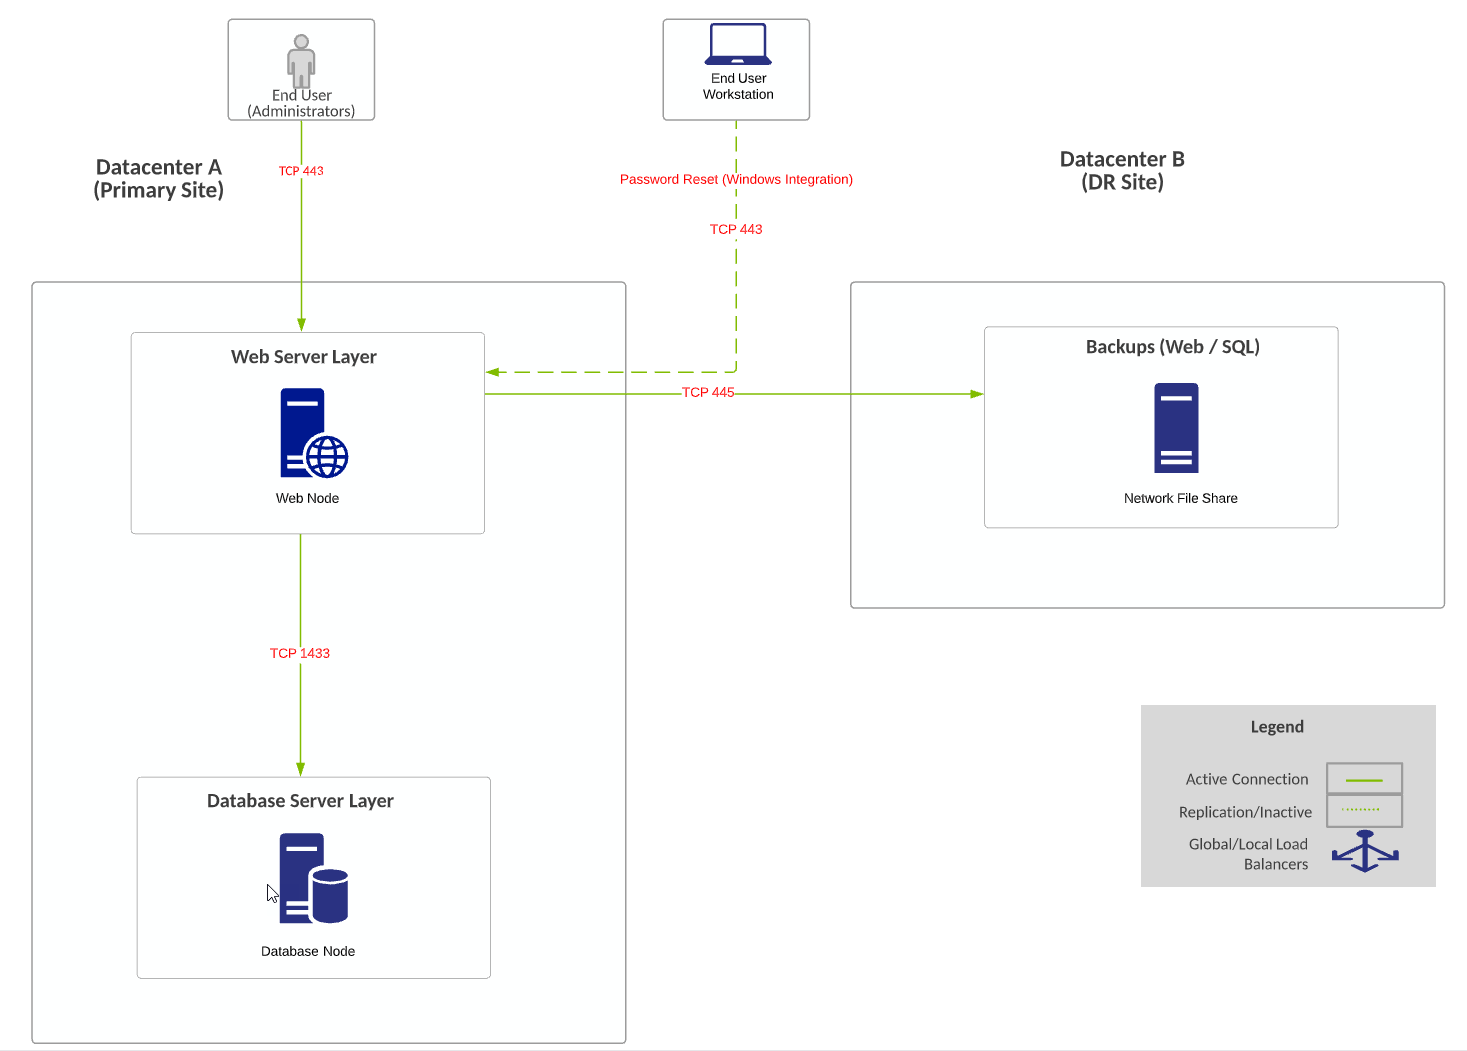 End User
(Administrators)
End User
Workstation
Datacenter A
(Primary Site)
TCP 443
Password Reset (Windows Integration)
TCP 443
Datacenter B
(DR Site)
Web Server Layer
Web Node
TCP 445
Backups (Web / SQL)
Network File Share
TCP 1433
Database Server Layer
Database Node
Legend
Active Connection
Replication/Inactive
Global/Local Load
Balancers